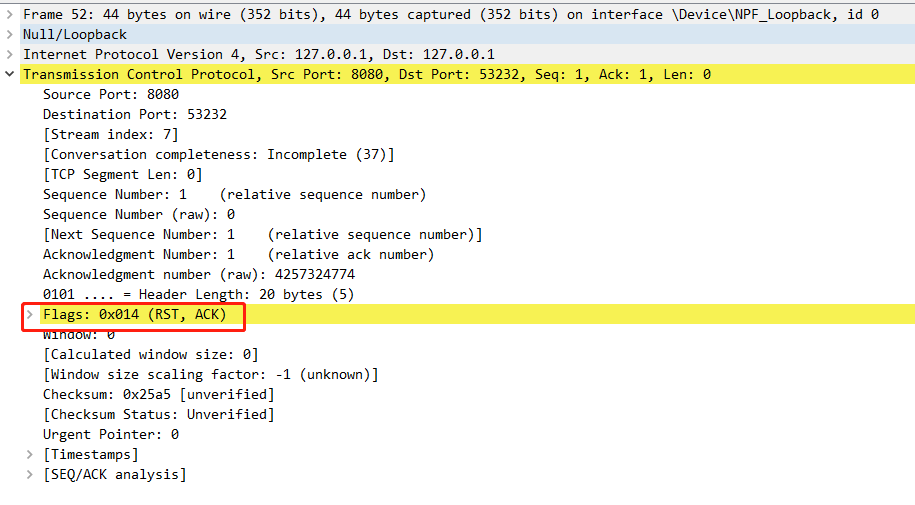 Frame 52: 44 bytes on wire (352 bits), 44 bytes captured (352 bits) on interface \Device\NPF_Loopback, id 0
Null/Loopback
Internet Protocol Version 4, Src: 127.0.0.1, Dst: 127.0.0.1
Transmission Control Protocol, Src Port: 8080, Dst Port: 53232, Seq: 1, Ack: 1, Len: 0
Source Port: 8080
Destination Port: 53232
[Stream index: 7]
[Conversation completeness: Incomplete (37)]
[TCP Segment Len: 0]
Sequence Number: 1    (relative sequence number)
Sequence Number (raw): 0
[Next Sequence Number: 1    (relative sequence number)]
Acknowledgment Number: 1    (relative ack number)
Acknowledgment number (raw): 4257324774
0101 .... = Header Length: 20 bytes (5)
Flags: 0x014 (RST, ACK)
Window: 0
[Calculated window size: 0]
[Window size scaling factor: -1 (unknown)]
Checksum: 0x25a5 [unverified]
[Checksum Status: Unverified]
Urgent Pointer: 0
[Timestamps]
[SEQ/ACK analysis]